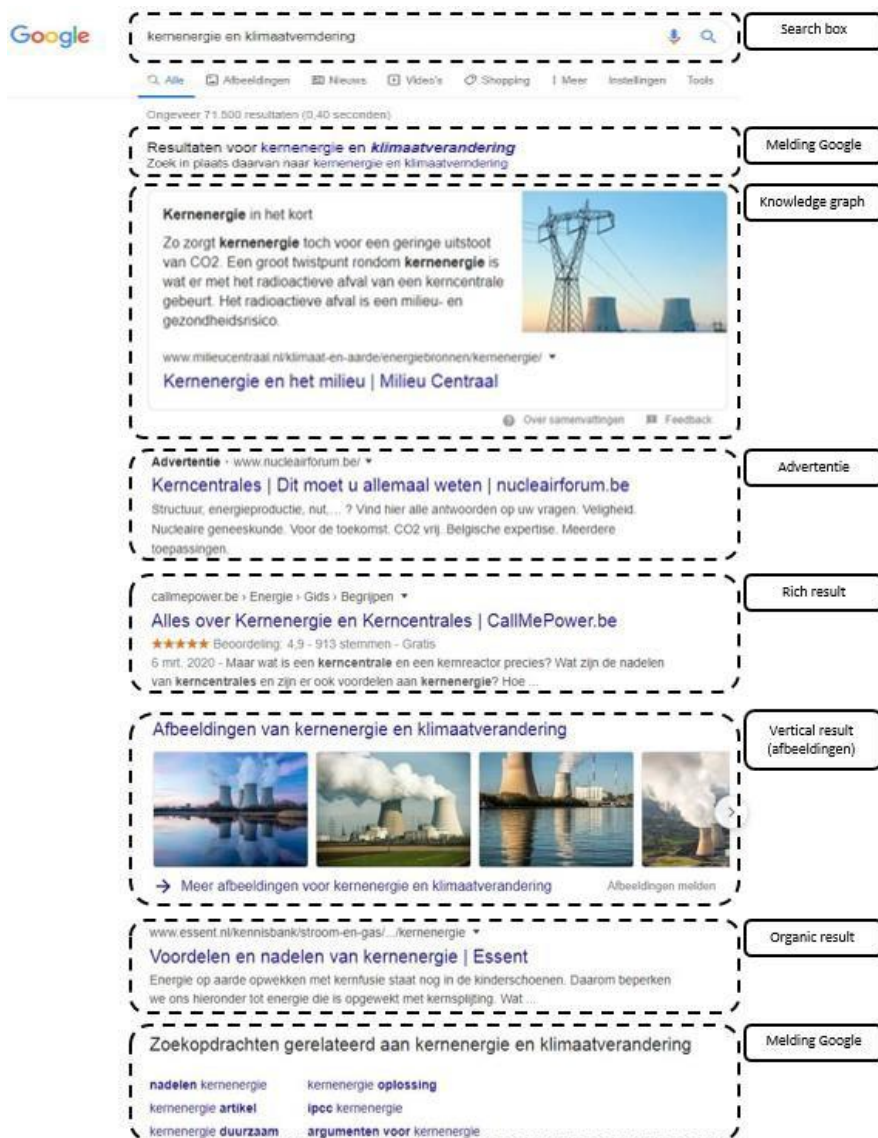 Google
kernenergie en klimaatverndering
Search box
Alle Afbeeldingen Nieuws Video's Shopping Meer Instellingen Tools
Ongeveer 71.500 resultaten (0,40 seconden)
Resultaten voor kernenergie en klimaatverandering
Zoek in plaats daarvan naar kernenergie en klimaatverndering
Melding Google
Knowledge graph
Kernenergie in het kort
Zo zorgt kernenergie toch voor een geringe uitstoot
van CO2. Een groot twistpunt rondom kernenergie is
wat er met het radioactieve afval van een kerncentrale
gebeurt. Het radioactieve afval is een milieu- en
gezondheidsrisico.
www.milieucentraal.nl/klimaat-en-aarde/energiebronnen/kernenergie/
Kernenergie en het milieu | Milieu Centraal
Over samenvattingen Feedback
Advertentie · www.nucleairforum.be/
Advertentie
Kerncentrales | Dit moet u allemaal weten | nucleairforum.be
Structuur, energieproductie, nut,... ? Vind hier alle antwoorden op uw vragen. Veligheid.
Nucleaire geneeskunde. Voor de toekomst. CO2 vrij. Belgische expertise. Meerdere
toepassingen.
callmepower.be › Energie › Gids › Begrijpen
Rich result
Alles over Kernenergie en Kerncentrales | CallMePower.be
Beoordeling: 4,9 - 913 stemmen - Gratis
6 mrt. 2020 - Maar wat is een kerncentrale en een kernreactor precies? Wat zijn de nadelen
van kerncentrales en zijn er ook voordelen aan kernenergie? Hoe ...
Afbeeldingen van kernenergie en klimaatverandering
Vertical result
(afbeeldingen)
Meer afbeeldingen voor kernenergie en klimaatverandering
Afbeeldingen melden
www.essent.nl/kennisbank/stroom-en-gas/.../kernenergie
Organic result
Voordelen en nadelen van kernenergie | Essent
Energie op aarde opwekken met kernfusie staat nog in de kinderschoenen. Daarom beperken
we ons hieronder tot energie die is opgewekt met kernsplijting. Wat ...
Zoekopdrachten gerelateerd aan kernenergie en klimaatverandering
Melding Google
nadelen kernenergie kernenergie oplossing
kernenergie artikel ipcc kernenergie
kernenergie duurzaam argumenten voor kernenergie